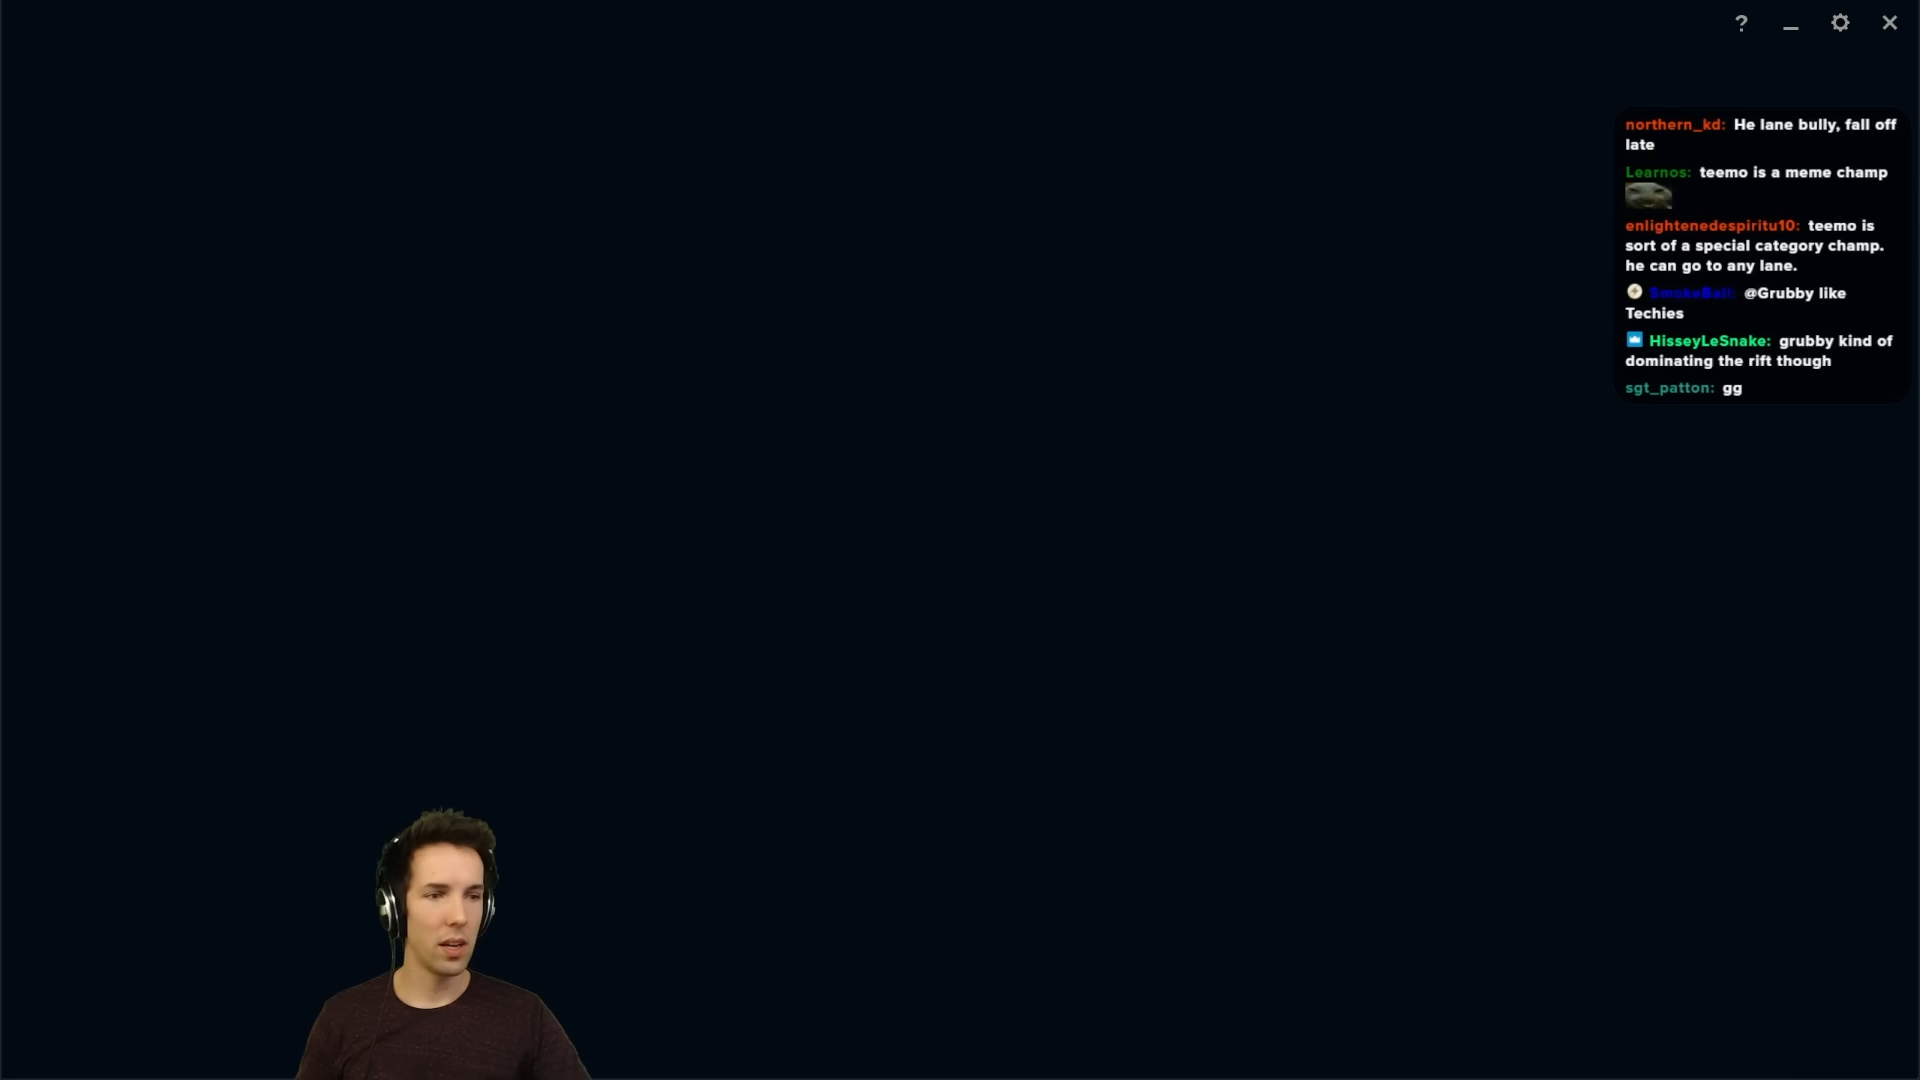 ?
northern_kd: He lane bully, fall off
late
Learnos: teemo is a meme champ
enlightenedespiritu10: teemo is
sort of a special category champ.
he can go to any lane.
SmokeBall: @Grubby like
Techies
HisseyLeSnake: grubby kind of
dominating the rift though
sgt_patton: gg